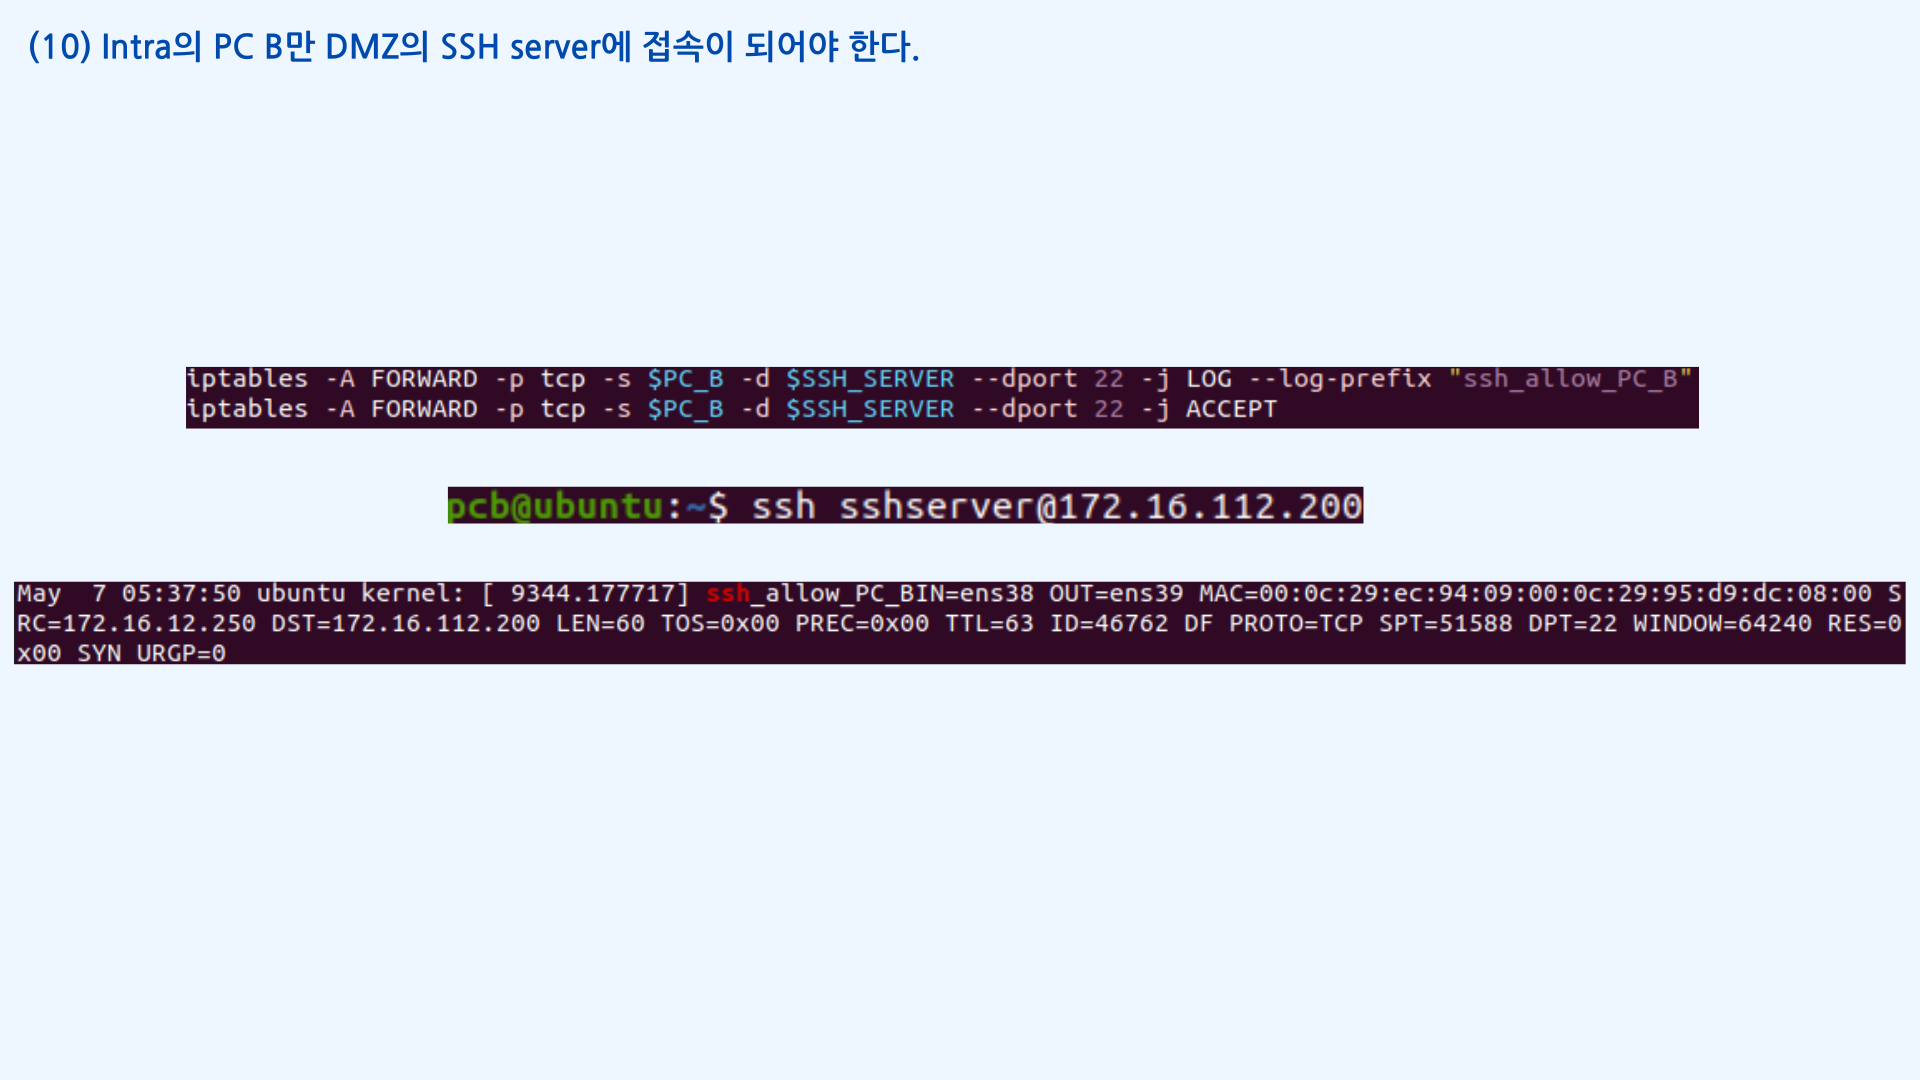 (10) Intra의 PC B만 DMZ의 SSH server에 접속이 되어야 한다.
iptables -A FORWARD -p tcp -s $PC_B -d $SSH_SERVER --dport 22 -j LOG --log-prefix "ssh_allow_PC_B"
iptables -A FORWARD -p tcp -s $PC_B -d $SSH_SERVER --dport 22 -j ACCEPT
pcb@ubuntu:~$ ssh sshserver@172.16.112.200
May  7 05:37:50 ubuntu kernel: [ 9344.177717] ssh_allow_PC_BIN=ens38 OUT=ens39 MAC=00:0c:29:ec:94:09:00:0c:29:95:d9:dc:08:00 S
RC=172.16.12.250 DST=172.16.112.200 LEN=60 TOS=0x00 PREC=0x00 TTL=63 ID=46762 DF PROTO=TCP SPT=51588 DPT=22 WINDOW=64240 RES=0
x00 SYN URGP=0